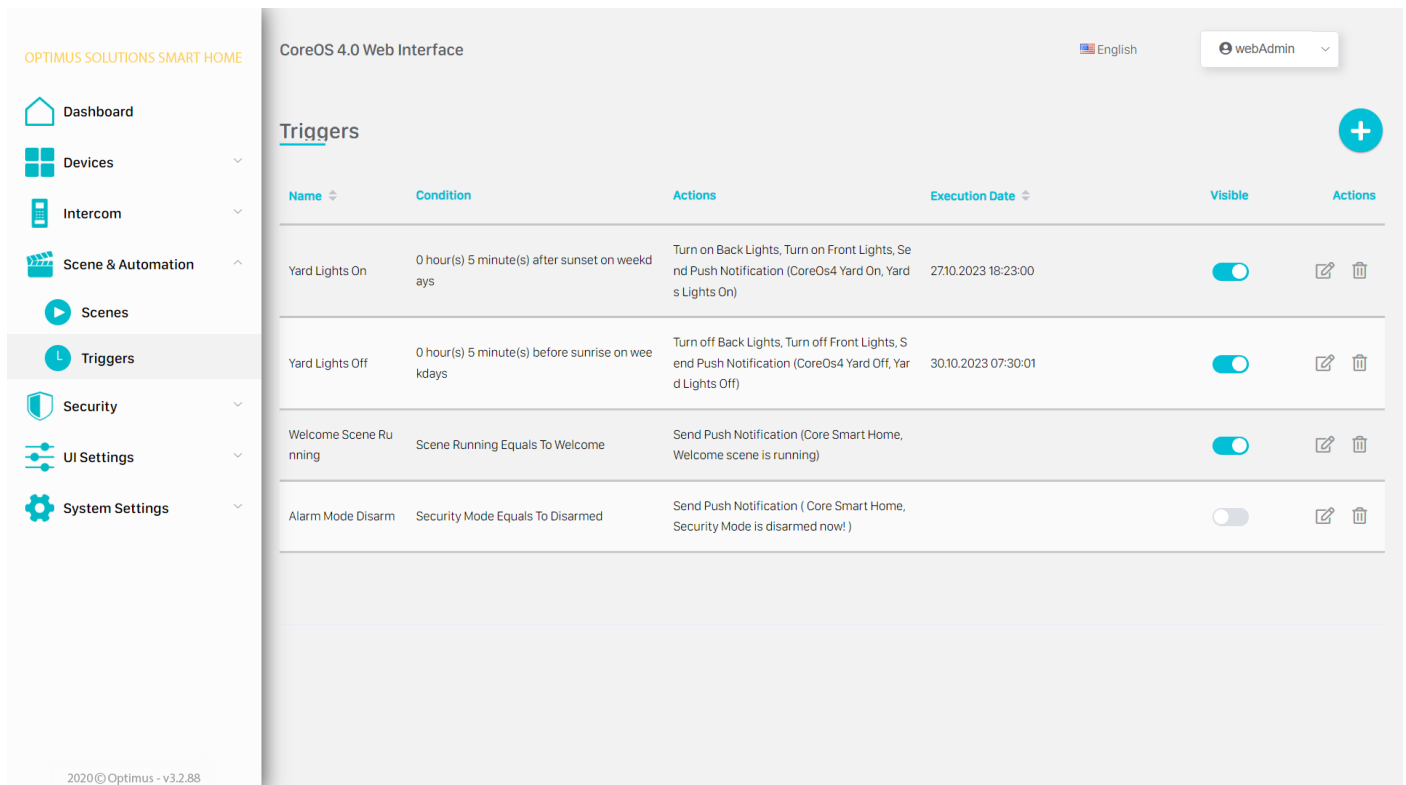 OPTIMUS SOLUTIONS SMART HOME
Dashboard
Devices
Intercom
Scene & Automation
Scenes
Triggers
Security
UI Settings
System Settings
2020 © Optimus - v3.2.88
CoreOS 4.0 Web Interface
English
webAdmin
Triggers
Name Condition Actions Execution Date Visible Actions
Yard Lights On
0 hour(s) 5 minute(s) after sunset on weekd
ays
Turn on Back Lights, Turn on Front Lights, Se
nd Push Notification (CoreOs4 Yard On, Yard
s Lights On)
27.10.2023 18:23:00
Yard Lights Off
0 hour(s) 5 minute(s) before sunrise on wee
kdays
Turn off Back Lights, Turn off Front Lights, S
end Push Notification (CoreOs4 Yard Off, Yar
d Lights Off)
30.10.2023 07:30:01
Welcome Scene Ru
nning
Scene Running Equals To Welcome
Send Push Notification (Core Smart Home,
Welcome scene is running)
Alarm Mode Disarm
Security Mode Equals To Disarmed
Send Push Notification ( Core Smart Home,
Security Mode is disarmed now! )